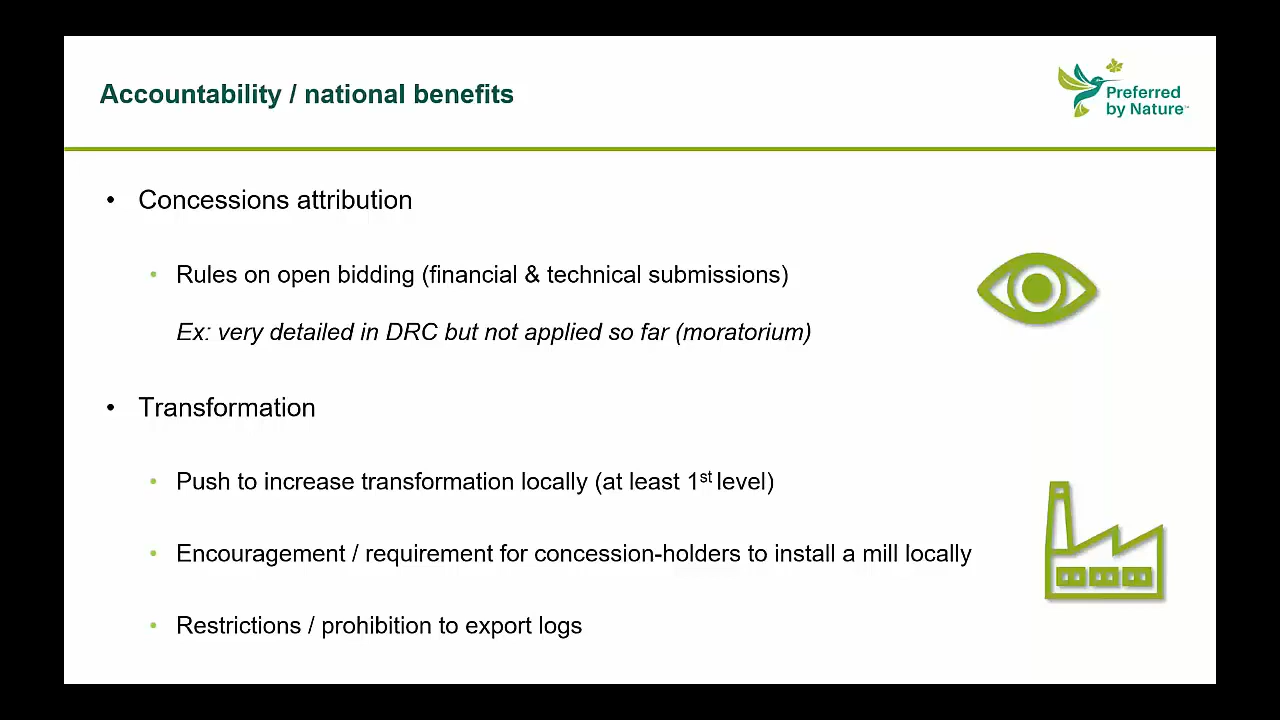 Accountability / national benefits
Preferred
by Nature™
• Concessions attribution
• Rules on open bidding (financial & technical submissions)
Ex: very detailed in DRC but not applied so far (moratorium)
• Transformation
• Push to increase transformation locally (at least 1st level)
• Encouragement / requirement for concession-holders to install a mill locally
• Restrictions / prohibition to export logs